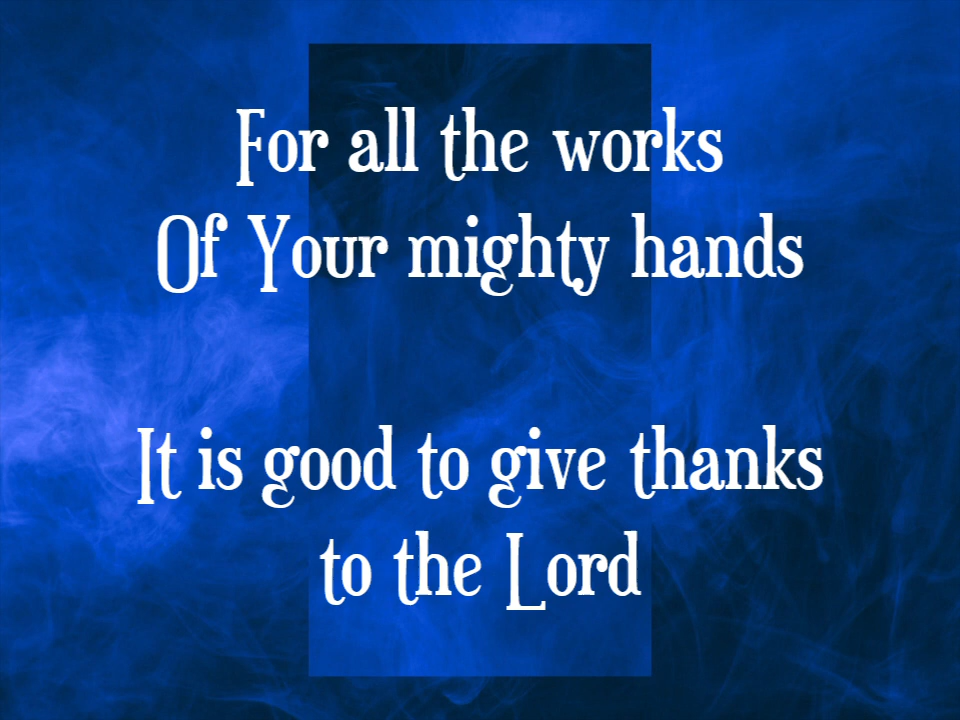 For all the works
Of Your mighty hands
It is good to give thanks
to the Lord